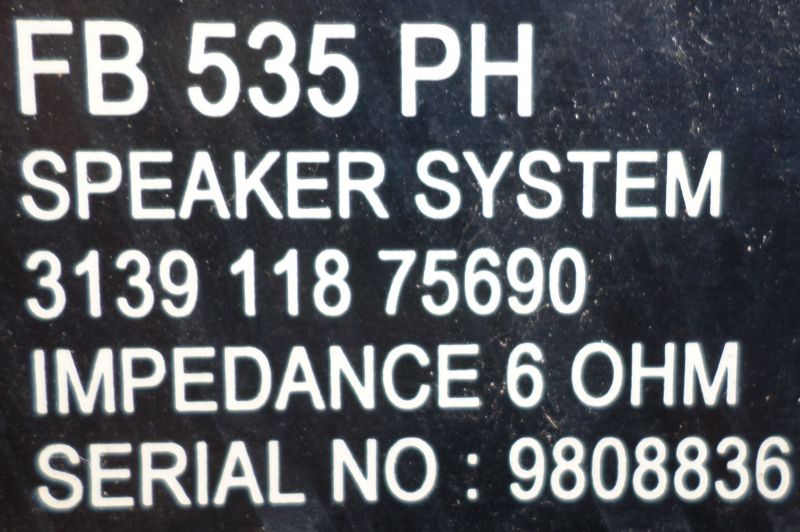 FB 535 PH
SPEAKER SYSTEM
3139 118 75690
IMPEDANCE 6 OHM
SERIAL NO : 9808836